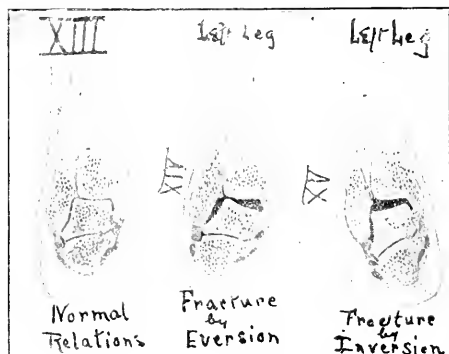 XIII
Left Leg
Left Leg
XIV
XV
Normal
Relations
Fracture
by
Eversion
Fracture
by
Inversion